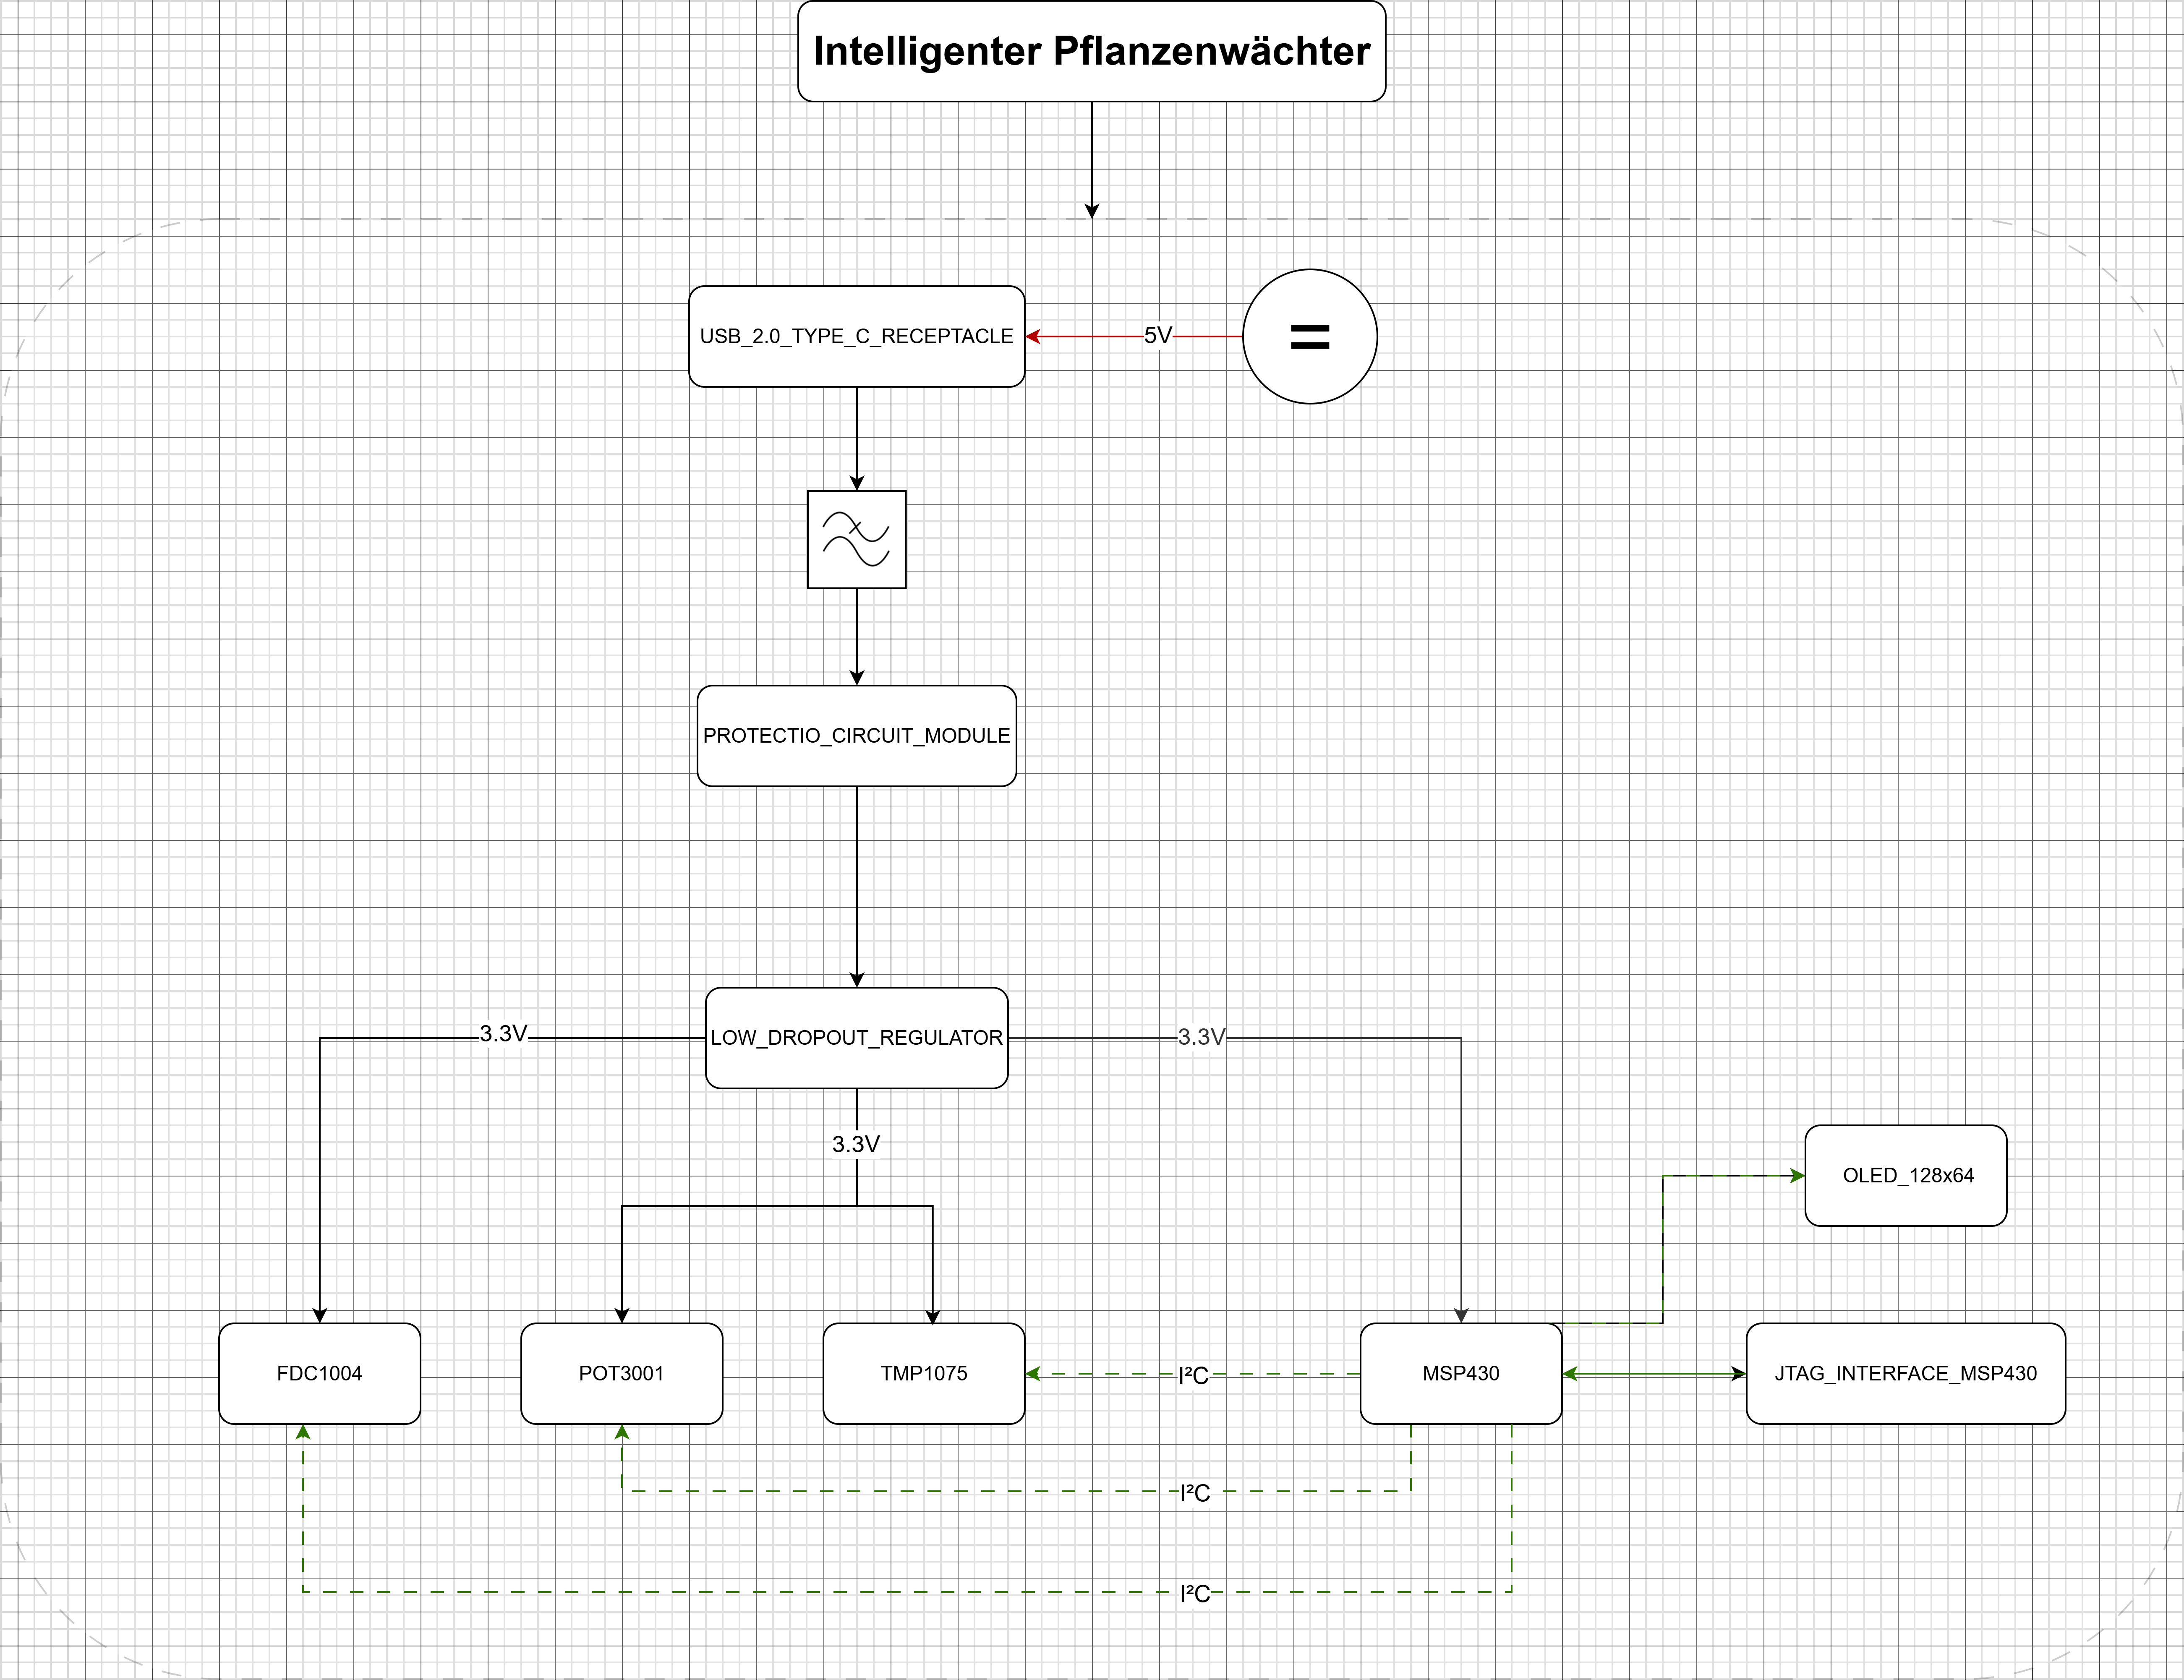 Intelligenter Pflanzenwächter
USB_2.0_TYPE_C_RECEPTACLE
5V
=
PROTECTIO_CIRCUIT_MODULE
LOW_DROPOUT_REGULATOR
3.3V
3.3V
3.3V
OLED_128x64
FDC1004
POT3001
TMP1075
I²C
MSP430
JTAG_INTERFACE_MSP430
I²C
I²C